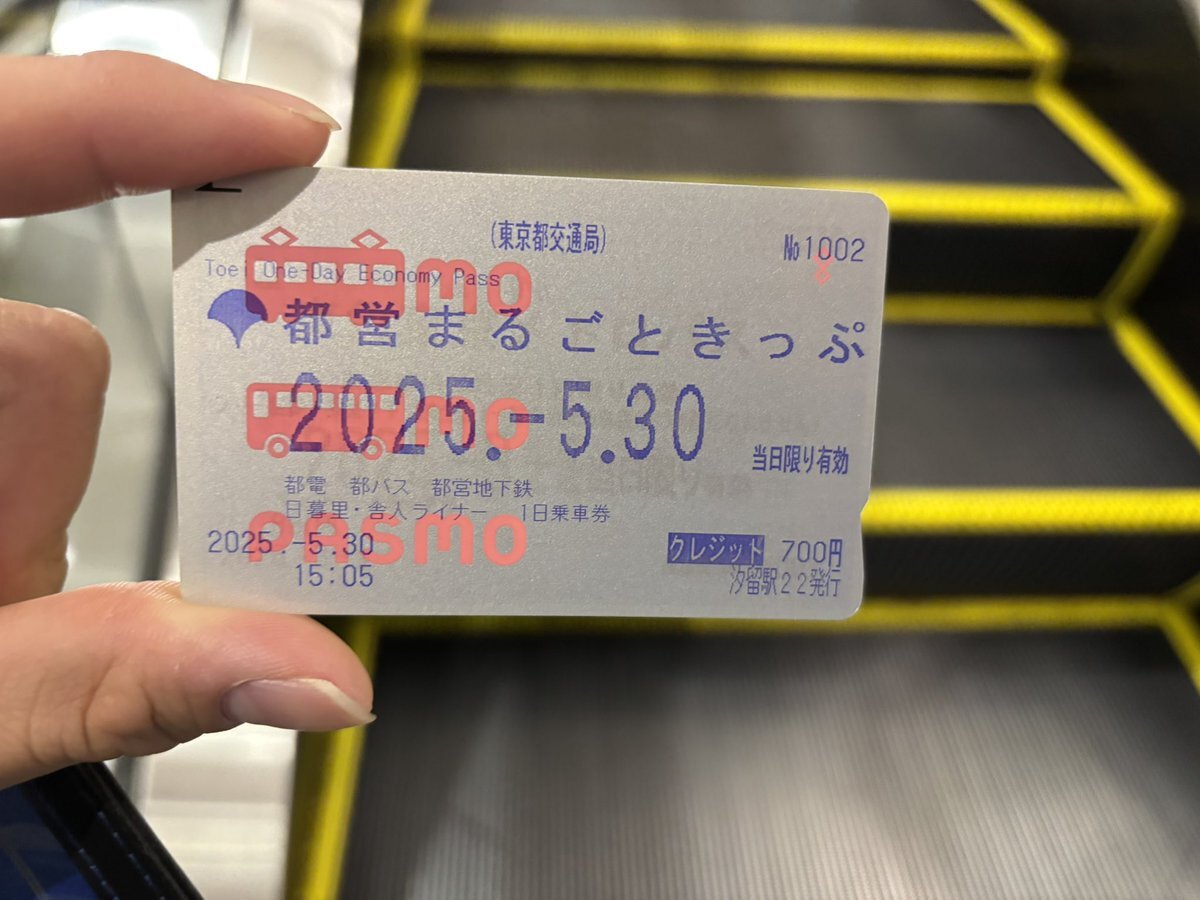 (東京都交通局)
№1002
Toei One-Day Economy Pass
mo
都営まるごときっぷ
2025.-5.30
mo
当日限り有効
都電 都バス 都営地下鉄
日暮里・舎人ライナー 1日乗車券
PASMO
2025.-5.30
クレジット 700円
15:05
汐留駅22発行